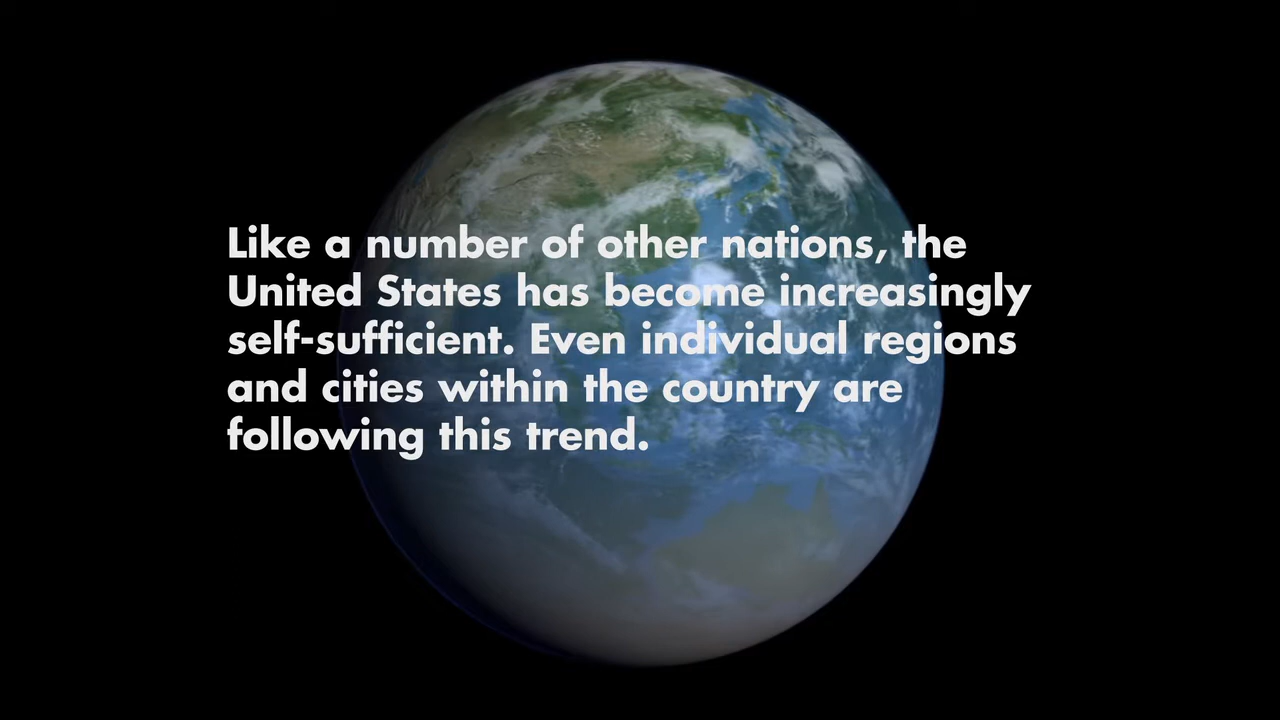 Like a number of other nations, the
United States has become increasingly
self-sufficient. Even individual regions
and cities within the country are
following this trend.